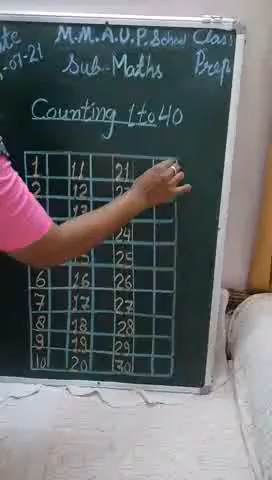 te M.M.A.U.P. School Class
-07-21 Sub- Maths Prep
Counting 1 to 40
1 11 21
2 12
13
24
25
6 16 26
7 17 27
8 18 28
9 19 29
10 20 30